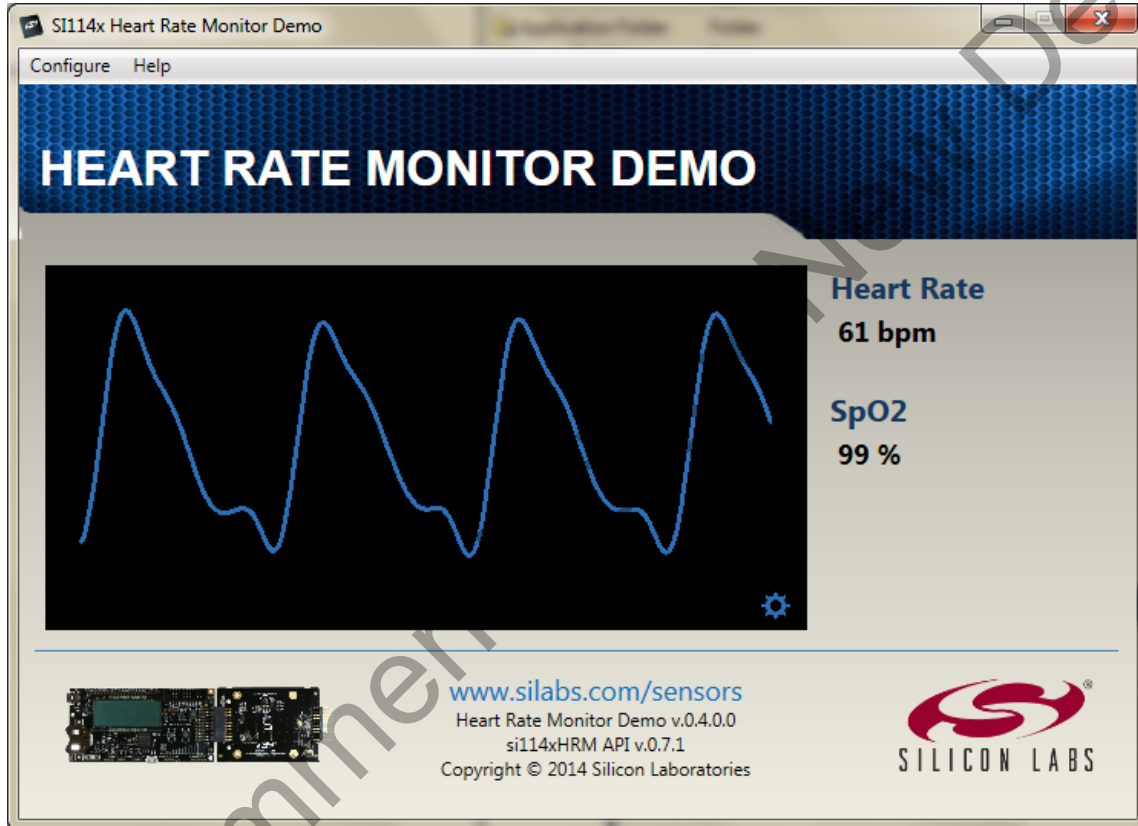 SI114x Heart Rate Monitor Demo
Configure Help
HEART RATE MONITOR DEMO
Heart Rate
61 bpm
SpO2
99 %
www.silabs.com/sensors
Heart Rate Monitor Demo v.0.4.0.0
si114xHRM API v.0.7.1
Copyright © 2014 Silicon Laboratories
SILICON LABS